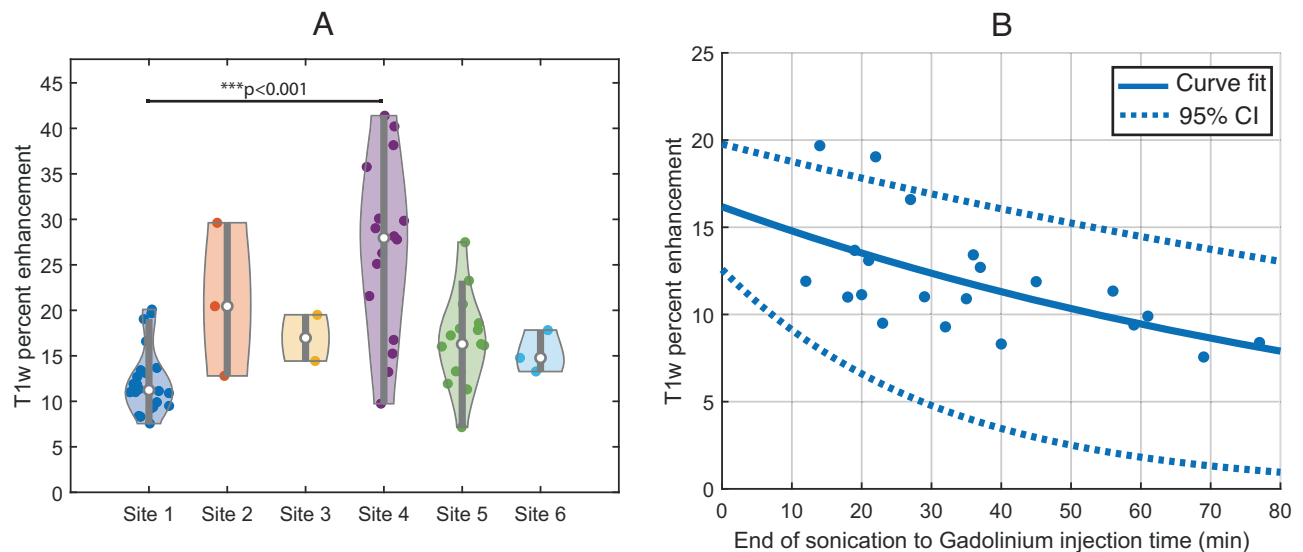 A
T1w percent enhancement
45
40
35
30
25
20
15
10
5
0
***p<0.001
Site 1 Site 2 Site 3 Site 4 Site 5 Site 6
B
T1w percent enhancement
25
20
15
10
5
0
Curve fit
95% CI
0 10 20 30 40 50 60 70 80
End of sonication to Gadolinium injection time (min)